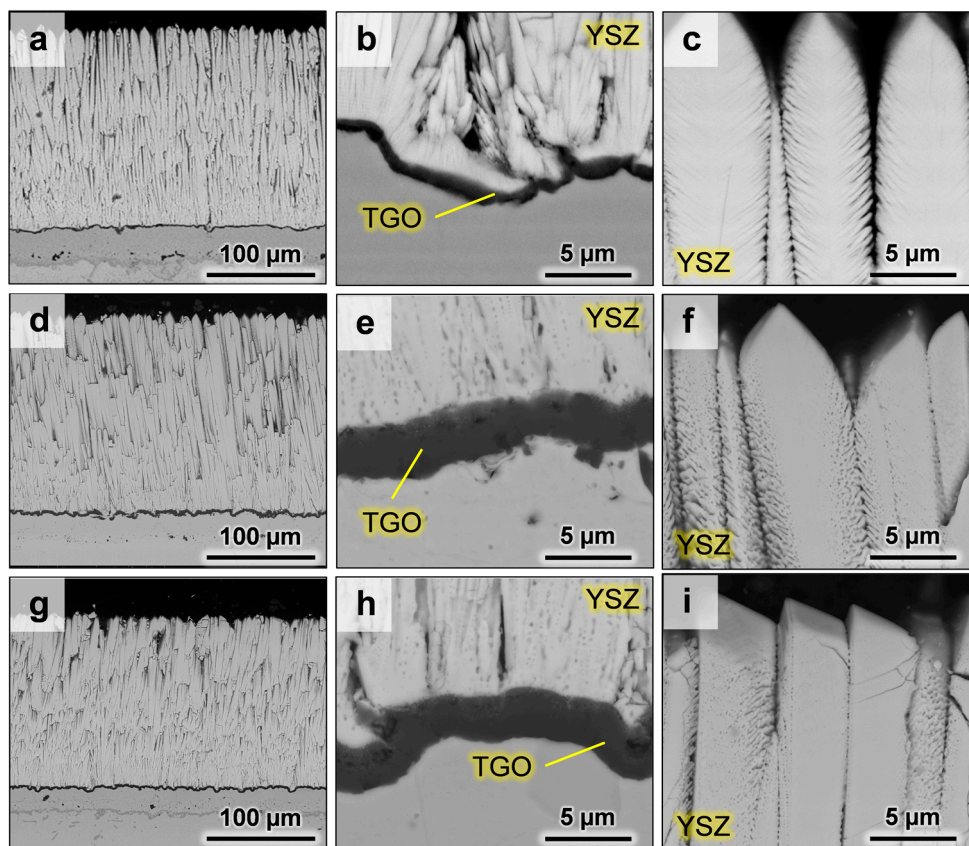 a
100 µm
b
YSZ
TGO
5 µm
c
YSZ
5 µm
d
100 µm
e
YSZ
TGO
5 µm
f
YSZ
5 µm
g
100 µm
h
YSZ
TGO
5 µm
i
YSZ
5 µm